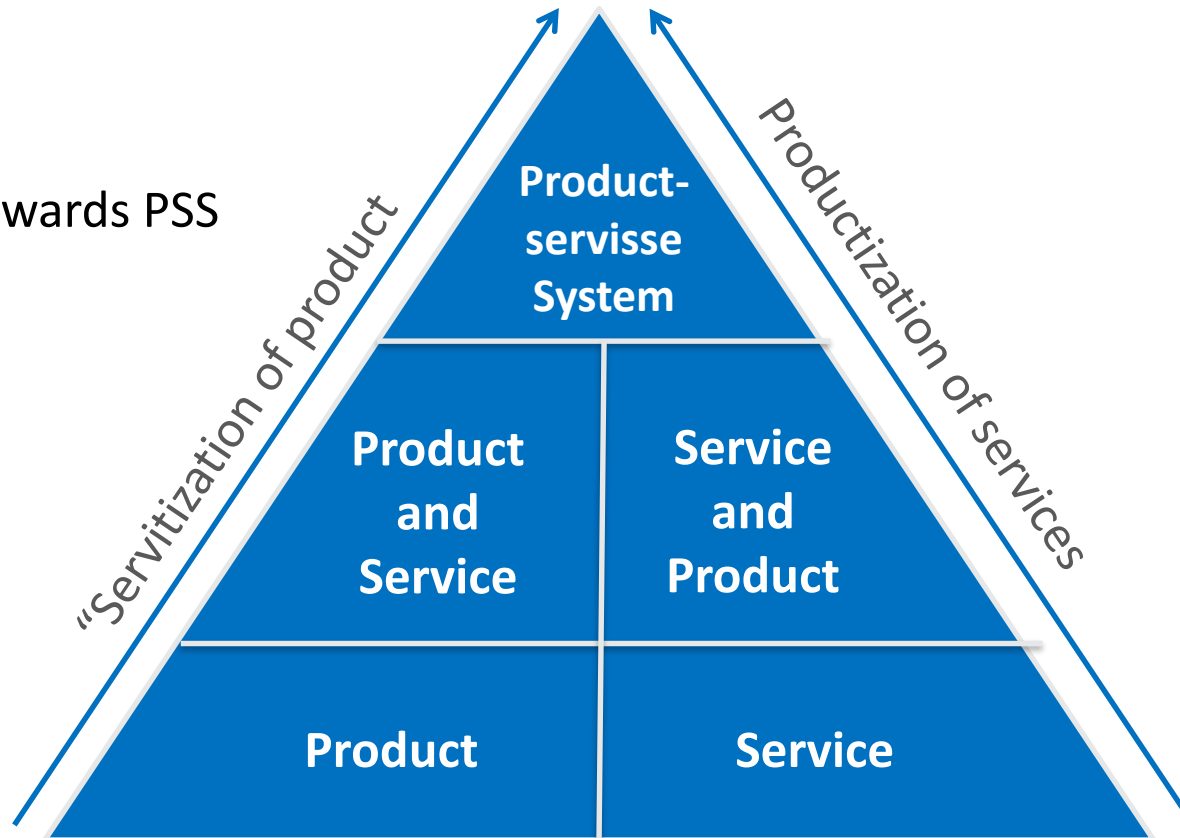 wards PSS
“Servitization of product
Productization of services
Product-
servisse
System
Product
and
Service
Service
and
Product
Product
Service